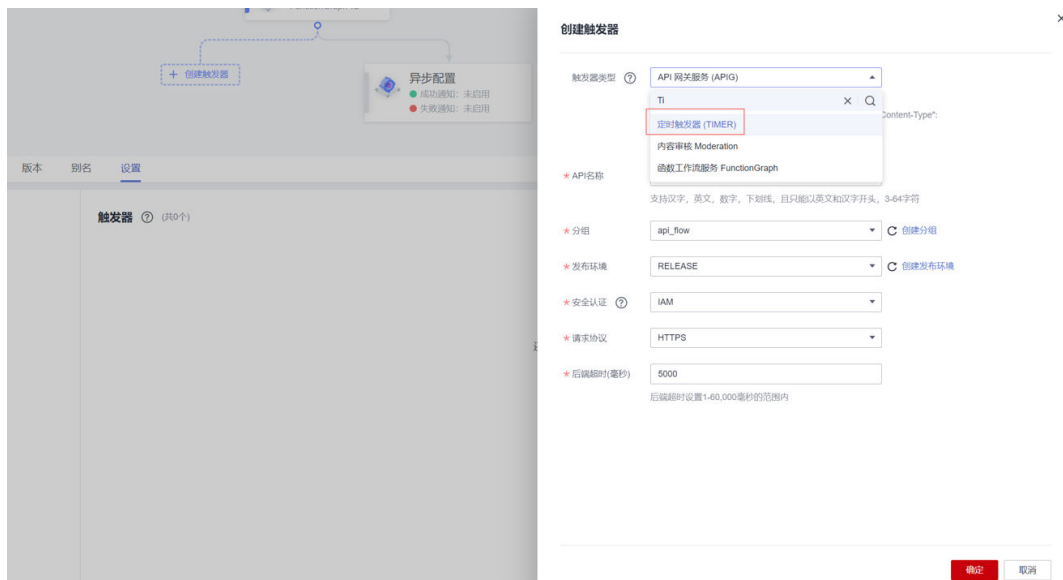 + 创建触发器
异步配置
成功通知：未启用
失败通知：未启用
版本 别名 设置
触发器 ? (共0个)
创建触发器
触发器类型 ? API 网关服务 (APIG)
Ti
Content-Type":
定时触发器 (TIMER)
内容审核 Moderation
函数工作流服务 FunctionGraph
* API名称
支持汉字，英文，数字，下划线，且只能以英文和汉字开头，3-64字符
* 分组 api_flow 创建分组
* 发布环境 RELEASE 创建发布环境
* 安全认证 ? IAM
* 请求协议 HTTPS
* 后端超时(毫秒) 5000
后端超时设置1-60,000毫秒的范围内
确定 取消